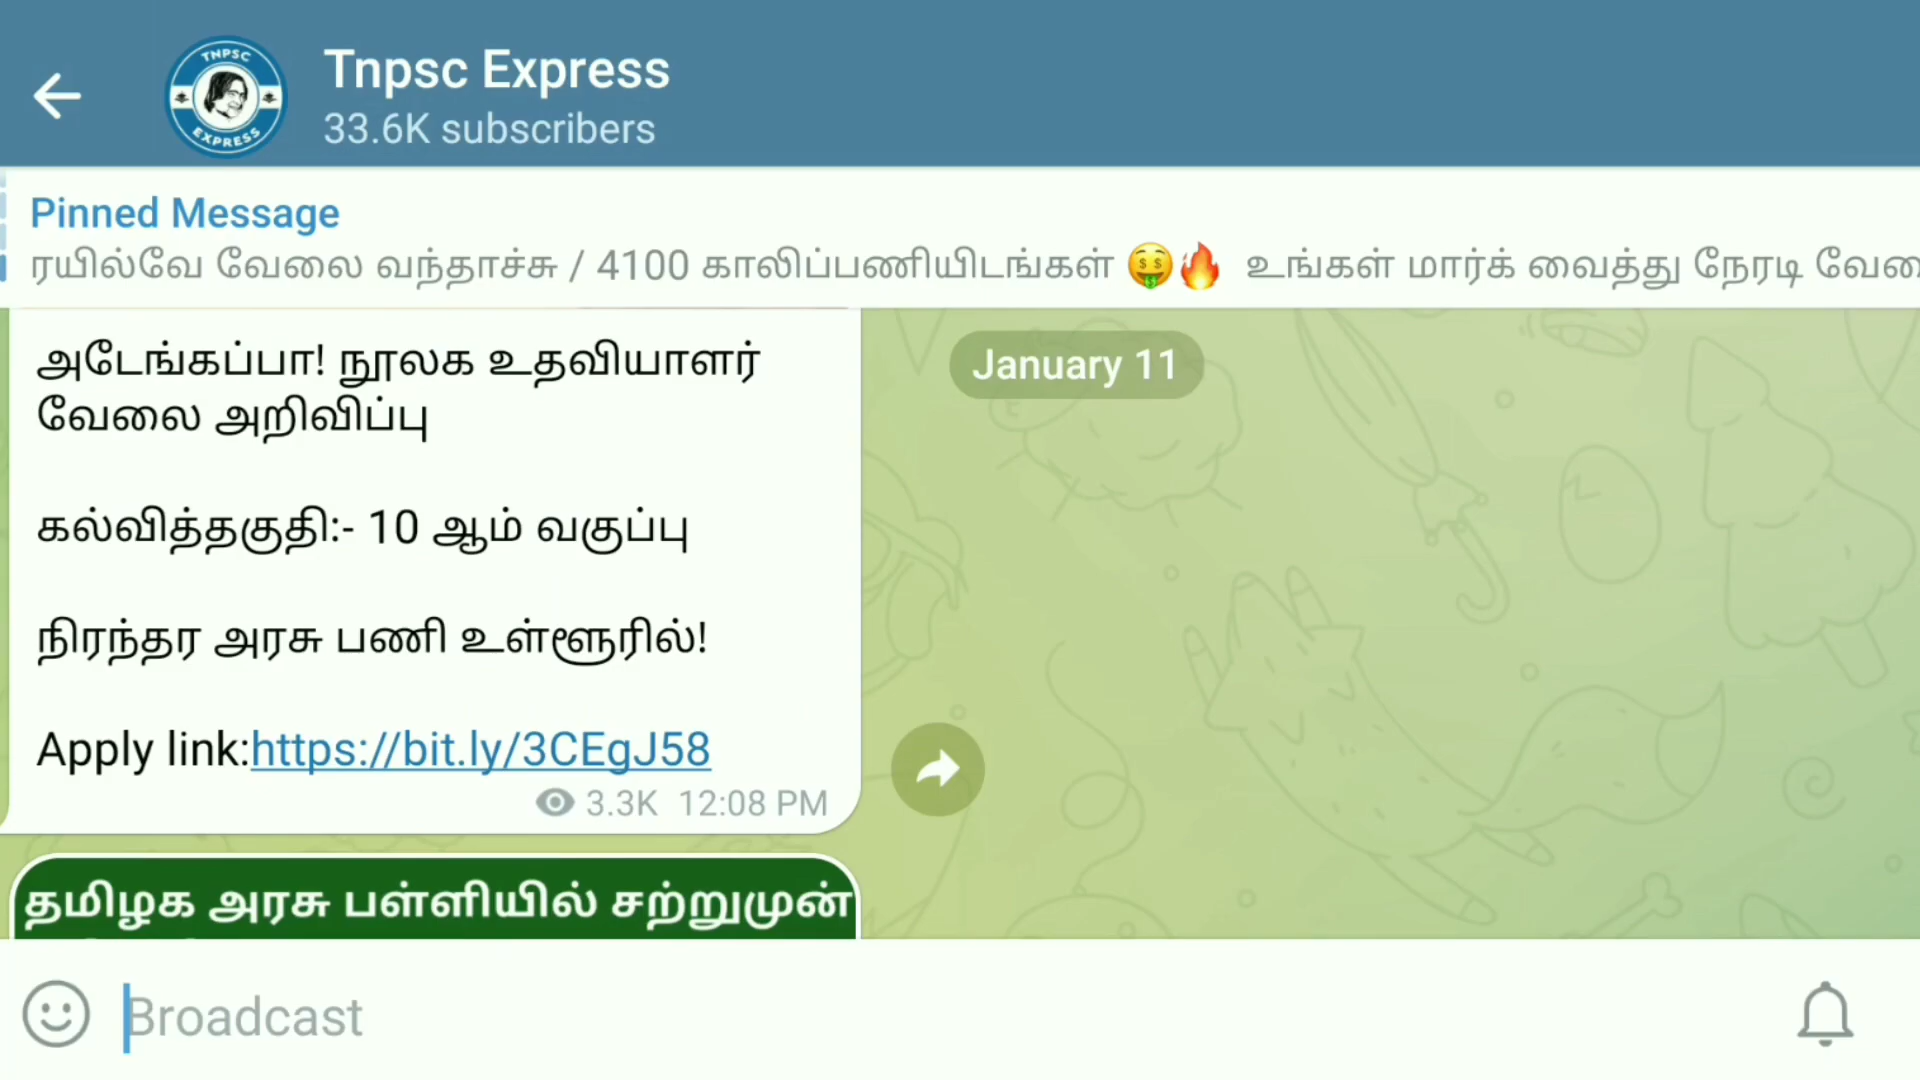 TNPSC
EXPRESS
Tnpsc Express
33.6K subscribers
Pinned Message
ரயில்வே வேலை வந்தாச்சு / 4100 காலிப்பணியிடங்கள் 🤑🔥 உங்கள் மார்க் வைத்து நேரடி
January 11
அடேங்கப்பா! நூலக உதவியாளர்
வேலை அறிவிப்பு
கல்வித்தகுதி:- 10 ஆம் வகுப்பு
நிரந்தர அரசு பணி உள்ளூரில்!
Apply link:https://bit.ly/3CEgJ58
3.3K 12:08 PM
தமிழக அரசு பள்ளியில் சற்றுமுன்
Broadcast